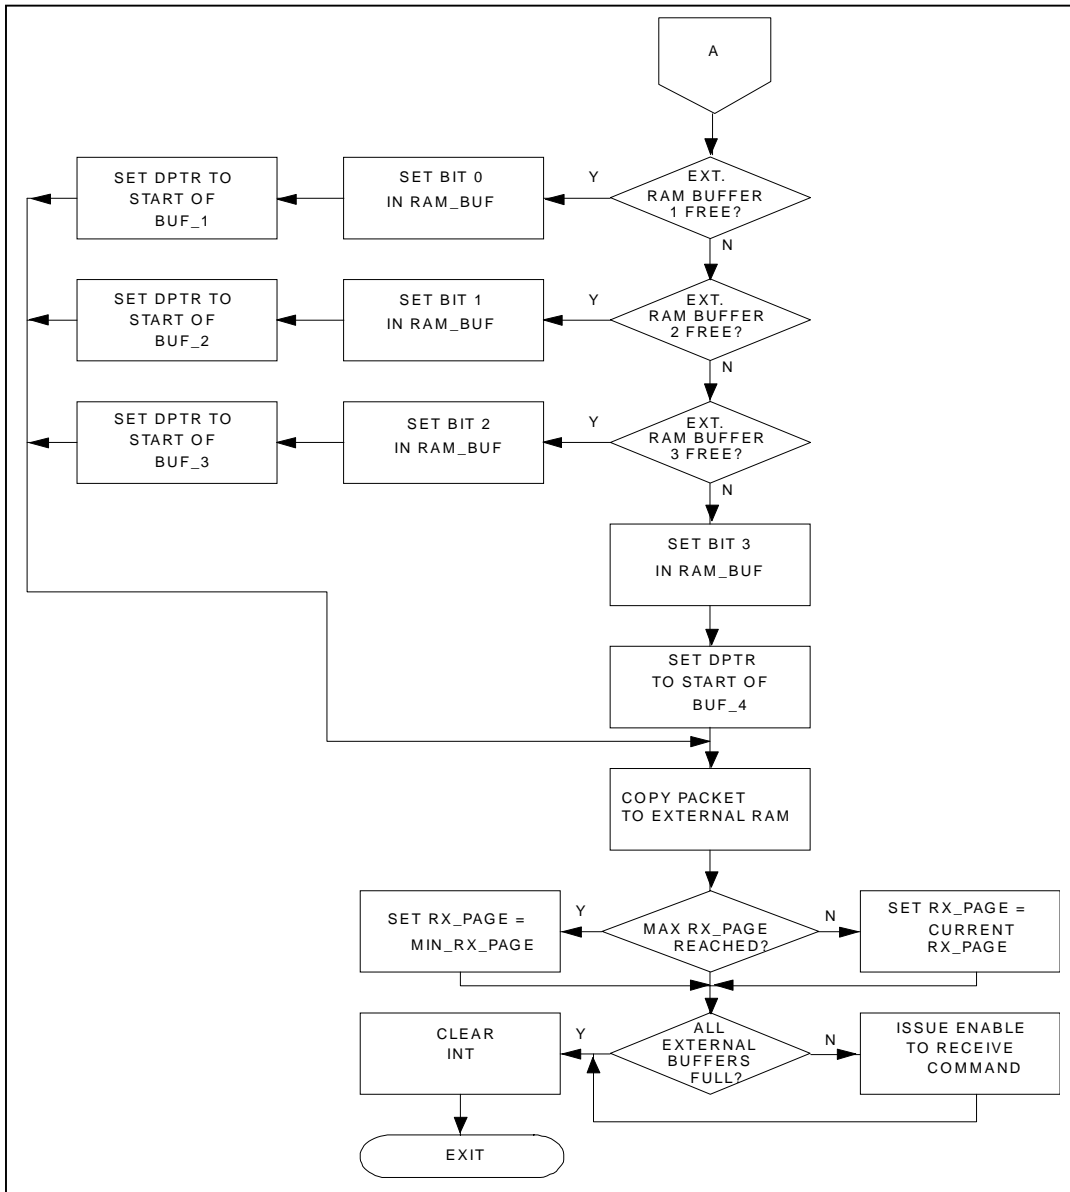 A
SET DPTR TO
START OF
BUF_1
SET BIT 0
IN RAM_BUF
Y
EXT.
RAM BUFFER
1 FREE?
N
SET DPTR TO
START OF
BUF_2
SET BIT 1
IN RAM_BUF
Y
EXT.
RAM BUFFER
2 FREE?
N
SET DPTR TO
START OF
BUF_3
SET BIT 2
IN RAM_BUF
Y
EXT.
RAM BUFFER
3 FREE?
N
SET BIT 3
IN RAM_BUF
SET DPTR
TO START OF
BUF_4
COPY PACKET
TO EXTERNAL RAM
SET RX_PAGE =
MIN_RX_PAGE
Y
MAX RX_PAGE
REACHED?
N
SET RX_PAGE =
CURRENT
RX_PAGE
CLEAR
INT
Y
ALL
EXTERNAL
BUFFERS
FULL?
N
ISSUE ENABLE
TO RECEIVE
COMMAND
EXIT